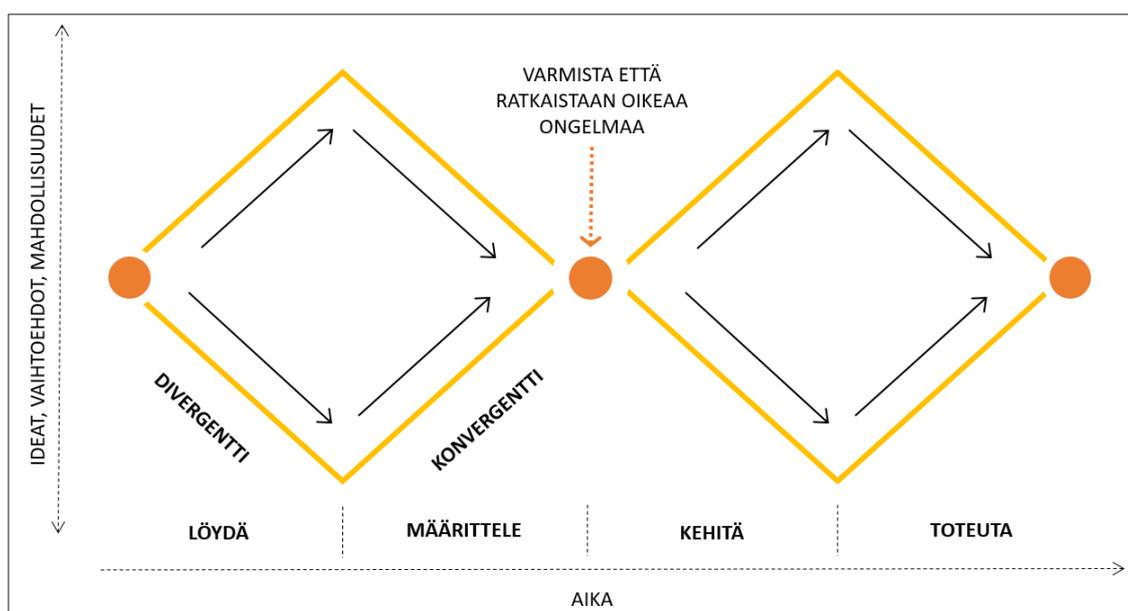 VARMISTA ETTÄ
RATKAISTAAN OIKEAA
ONGELMAA
IDEAT, VAIHTOEHDOT, MAHDOLLISUUDET
DIVERGENTTI
KONVERGENTTI
LÖYDÄ
MÄÄRITTELE
KEHITÄ
TOTEUTA
AIKA